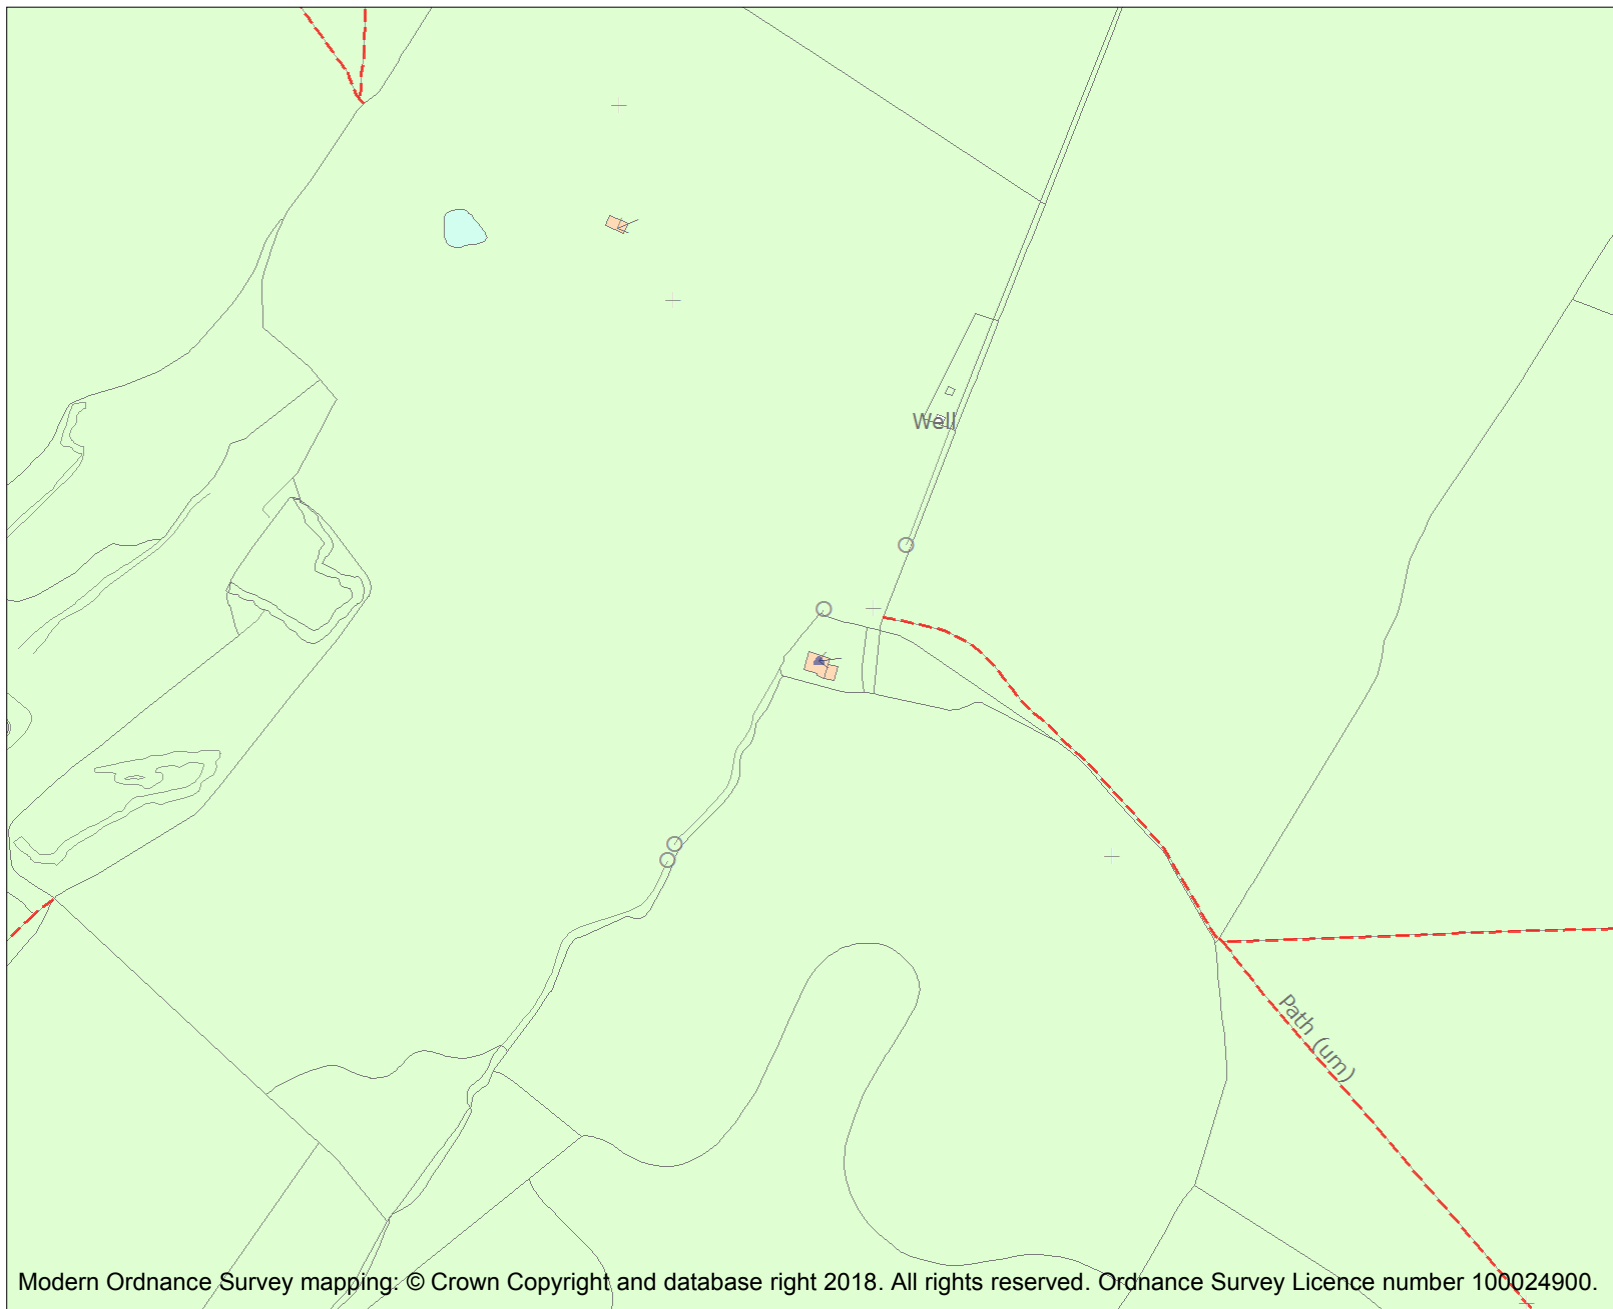 Well
Path (um)
Modern Ordnance Survey mapping: © Crown Copyright and database right 2018. All rights reserved. Ordnance Survey Licence number 100024900.